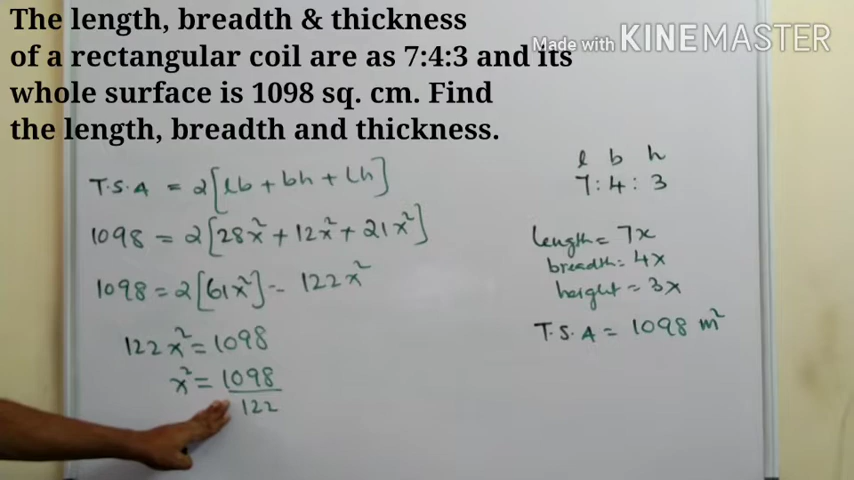 The length, breadth & thickness
of a rectangular coil are as 7:4:3 and its
whole surface is 1098 sq. cm. Find
the length, breadth and thickness.
Made with KINEMASTER
T.S.A = 2[lb + bh + lh]
1098 = 2[28x² + 12x² + 21x²]
1098 = 2[61x²] = 122x²
122x² = 1098
x² = 1098
122
l b h
7 : 4 : 3
length = 7x
breadth = 4x
height = 3x
T.S.A = 1098 m²